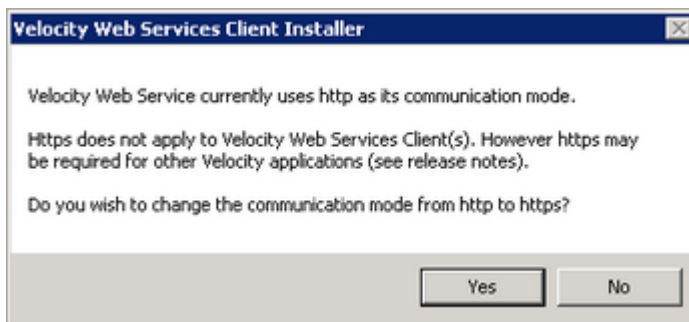 Velocity Web Services Client Installer
Velocity Web Service currently uses http as its communication mode.
Https does not apply to Velocity Web Services Client(s). However https may
be required for other Velocity applications (see release notes).
Do you wish to change the communication mode from http to https?
Yes No